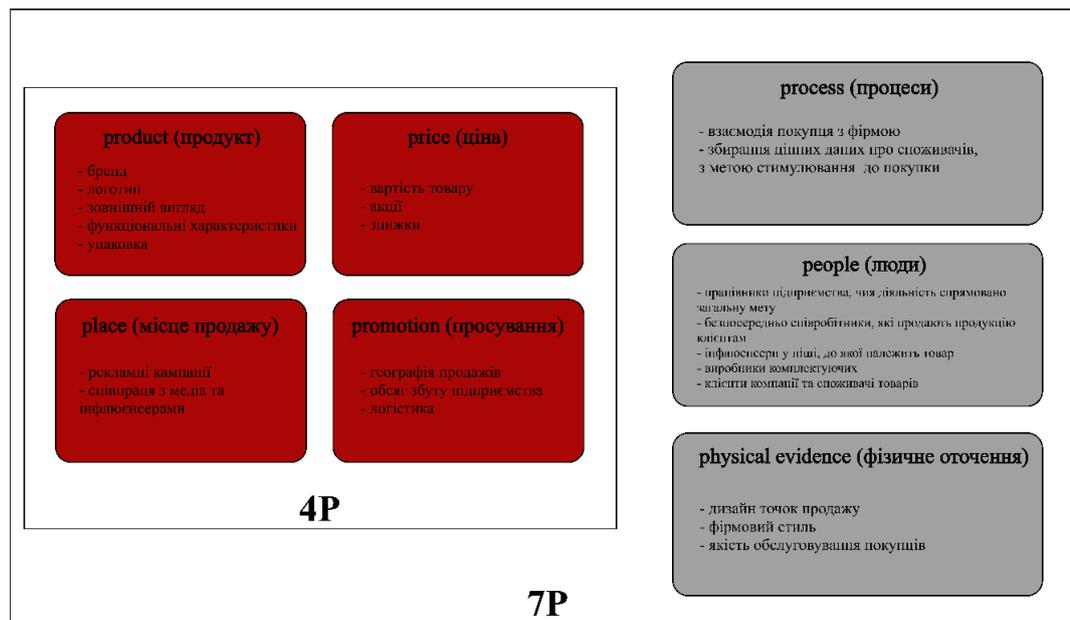 product (продукт)
- бренд
- логотип
- зовнішній вигляд
- функціональні характеристики
- упаковка
price (ціна)
- вартість товару
- акції
- знижки
place (місце продажу)
- рекламні кампанії
- співпраця з медіа та
інфлюєнсерами
promotion (просування)
- географія продажів
- обсяг збуту підприємства
- логістика
4P
process (процеси)
- взаємодія покупця з фірмою
- збирання цінних даних про споживачів,
з метою стимулювання до покупки
people (люди)
- працівники підприємства, чия діяльність спрямовано
загальну мету
- безпосередньо співробітники, які продають продукцію
клієнтам
- інфлюєнсери у ніші, до якої належить товар
- виробники комплектуючих
- клієнти компанії та споживачі товарів
physical evidence (фізичне оточення)
- дизайн точок продажу
- фірмовий стиль
- якість обслуговування покупців
7P